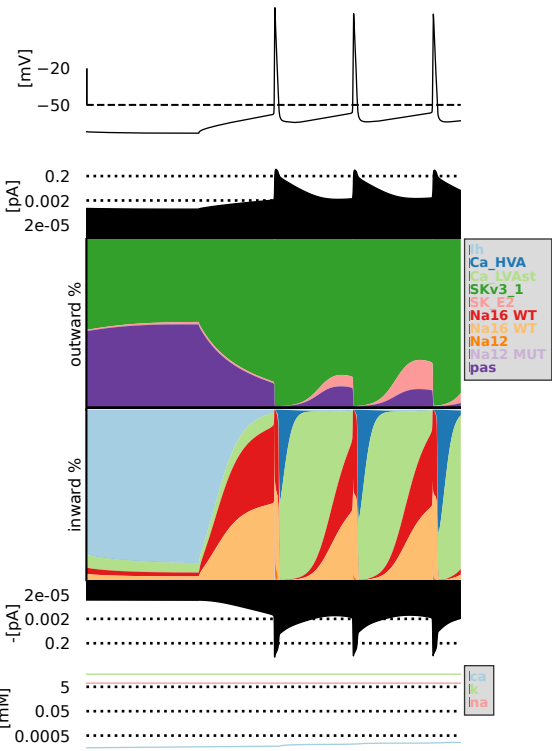 [mV]
−20
−50
[pA]
0.2
0.002
2e-05
outward %
Ih
Ca_HVA
Ca_LVAst
SKv3_1
SK_E2
Na16 WT
Na16 WT
Na12
Na12 MUT
pas
inward %
-[pA]
2e-05
0.002
0.2
[mM]
5
0.05
0.0005
ca
k
na